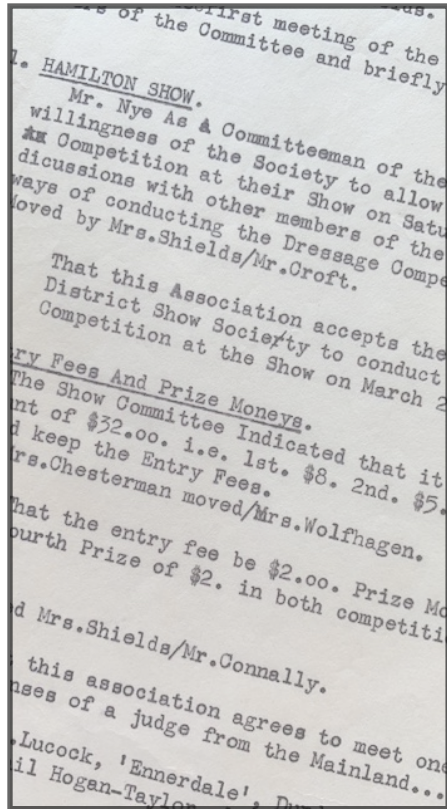 first meeting of the
of the Committee and briefly
1. HAMILTON SHOW.
Mr. Nye As A Committeeman of the
willingness of the Society to allow
Competition at their Show on Satu
dicussions with other members of the
ways of conducting the Dressage Compe
Moved by Mrs.Shields/Mr.Croft.
That this Association accepts the
District Show Society to conduct
Competition at the Show on March 2
ry Fees And Prize Moneys.
The Show Committee Indicated that it
nt of $32.oo. i.e. 1st. $8. 2nd. $5.
d keep the Entry Fees.
Mrs.Chesterman moved/Mrs.Wolfhagen.
That the entry fee be $2.oo. Prize Mo
ourth Prize of $2. in both competiti
d Mrs.Shields/Mr.Connally.
this association agrees to meet one
nses of a judge from the Mainland...
.Lucock, 'Ennerdale',
il Hogan-Taylor